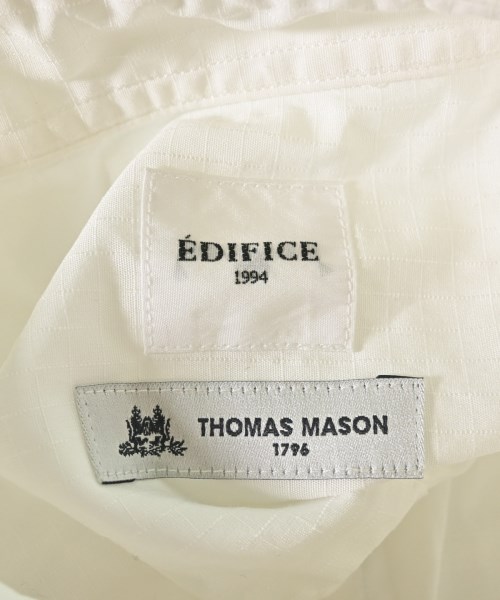 ÉDIFICE
1994
THOMAS MASON
1796